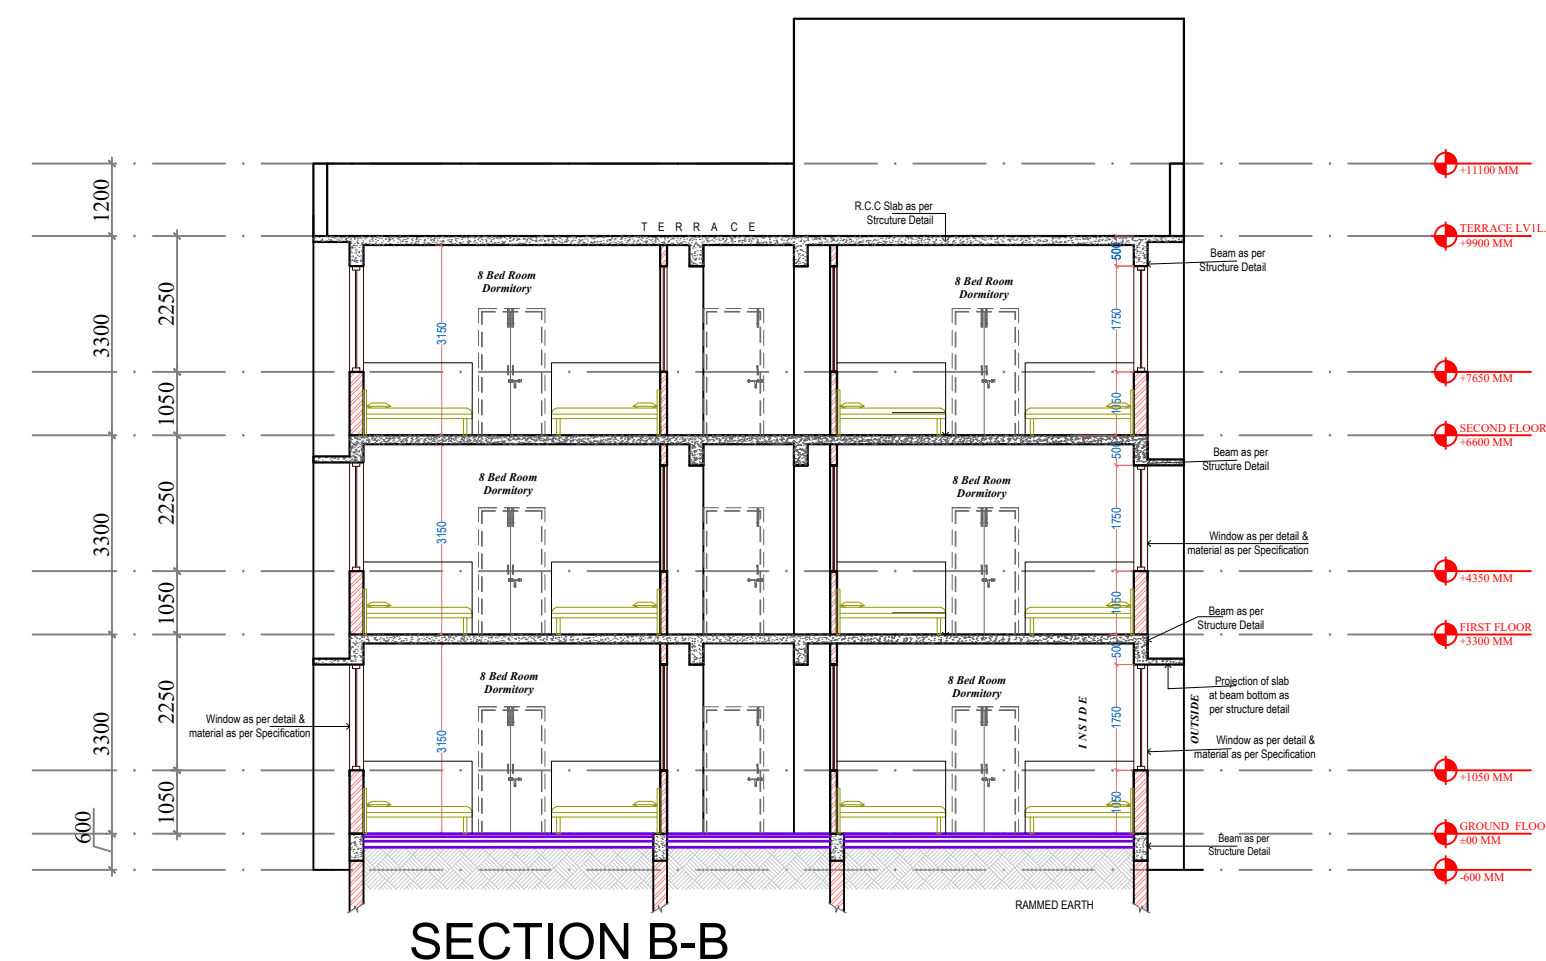 +11100 MM
1200
R.C.C Slab as per
Strcuture Detail
T E R R A C E
TERRACE LV1L.
+9900 MM
500
Beam as per
Structure Detail
8 Bed Room
Dormitory
8 Bed Room
Dormitory
2250
3300
3150
1750
+7650 MM
1050
1050
SECOND FLOOR
+6600 MM
500
Beam as per
Structure Detail
8 Bed Room
Dormitory
8 Bed Room
Dormitory
2250
3300
3150
1750
Window as per detail &
material as per Specification
+4350 MM
1050
1050
Beam as per
Structure Detail
FIRST FLOOR
+3300 MM
500
8 Bed Room
Dormitory
8 Bed Room
Dormitory
Projection of slab
at beam bottom as
per structure detail
2250
3300
Window as per detail &
material as per Specification
3150
INSIDE
1750
OUTSIDE
Window as per detail &
material as per Specification
+1050 MM
1050
1050
600
GROUND FLOO
±00 MM
Beam as per
Structure Detail
-600 MM
RAMMED EARTH
SECTION B-B